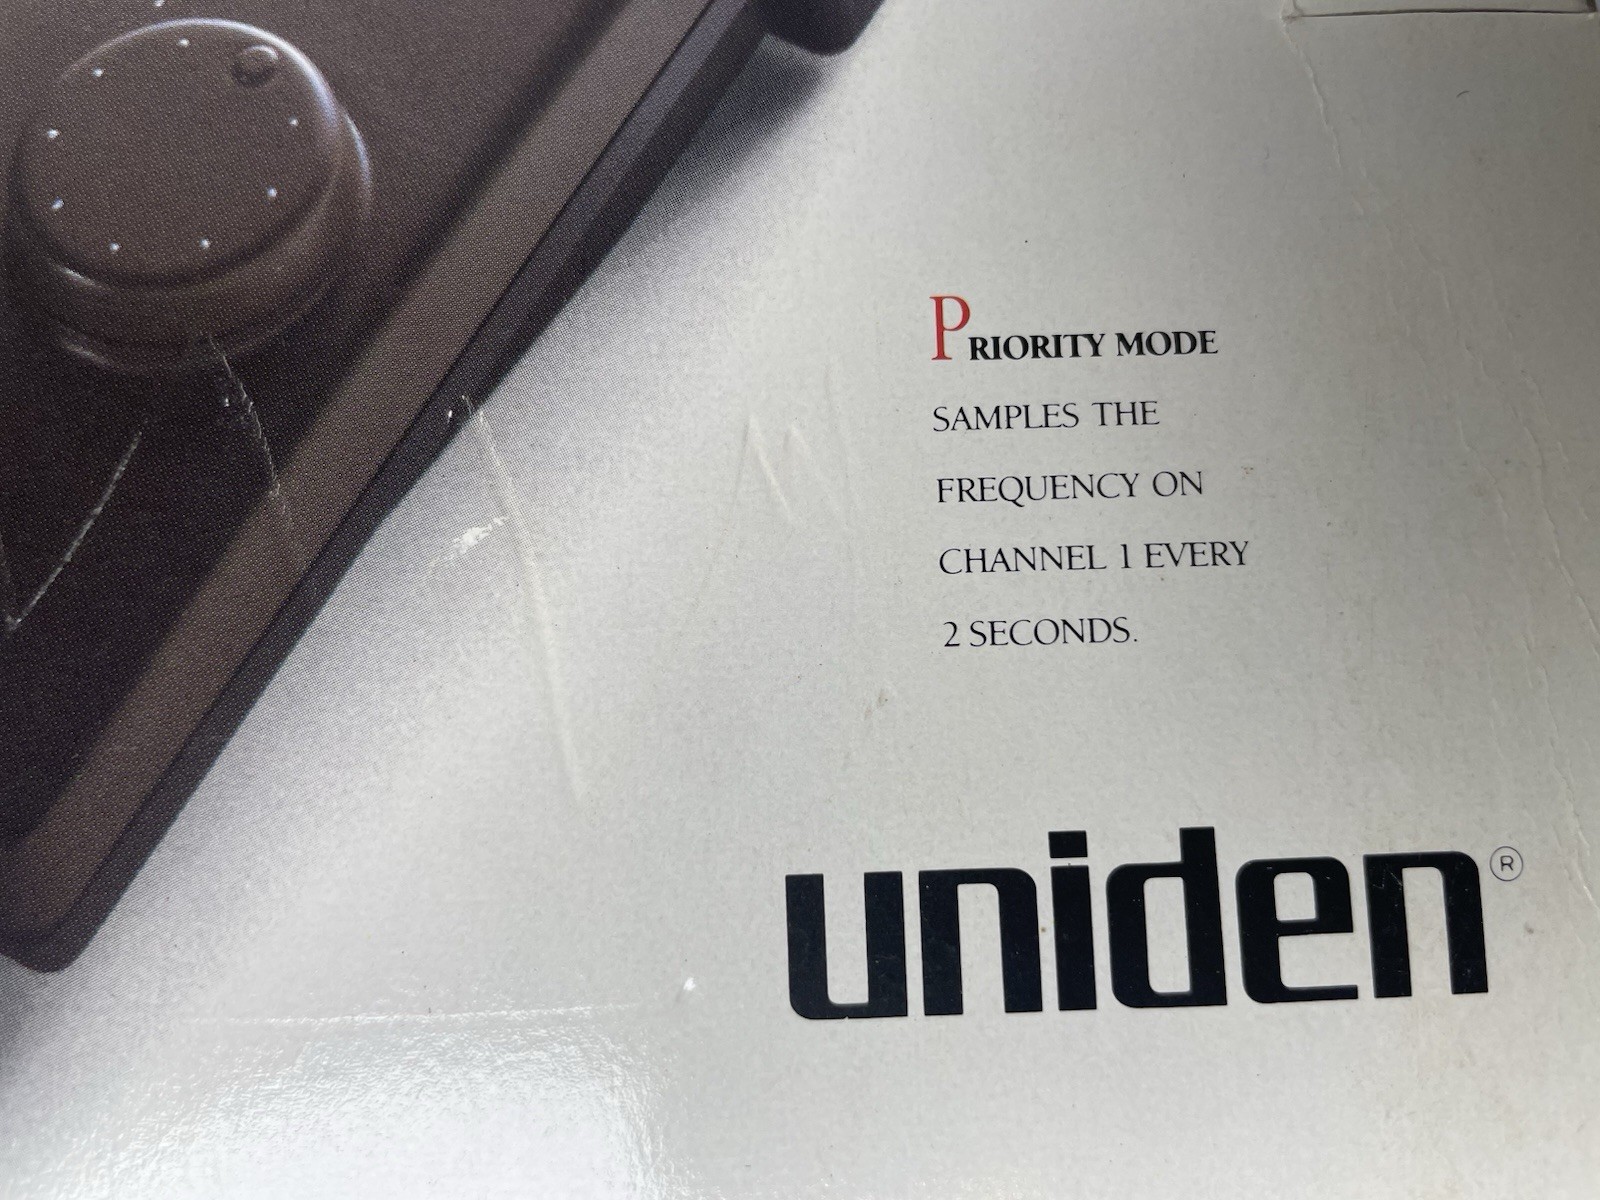 PRIORITY MODE
SAMPLES THE
FREQUENCY ON
CHANNEL 1 EVERY
2 SECONDS.
uniden®